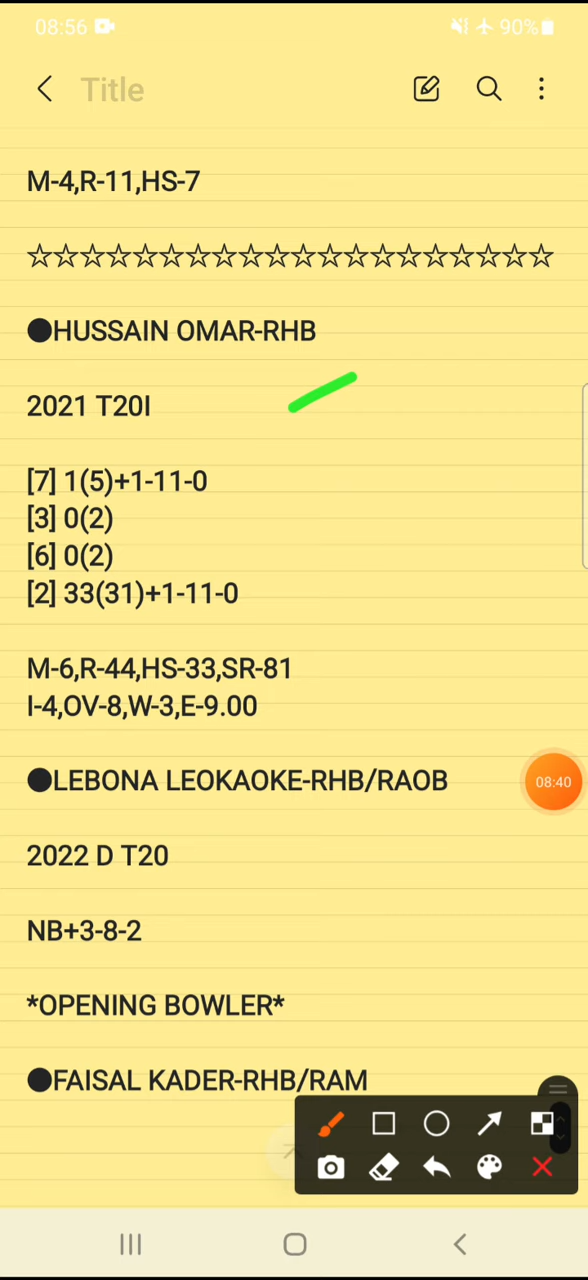 08:56
90%
Title
M-4,R-11,HS-7
☆☆☆☆☆☆☆☆☆☆☆☆☆☆☆☆☆☆☆☆
●HUSSAIN OMAR-RHB
2021 T20I
[7] 1(5)+1-11-0
[3] 0(2)
[6] 0(2)
[2] 33(31)+1-11-0
M-6,R-44,HS-33,SR-81
I-4,OV-8,W-3,E-9.00
●LEBONA LEOKAOKE-RHB/RAOB
08:40
2022 D T20
NB+3-8-2
*OPENING BOWLER*
●FAISAL KADER-RHB/RAM